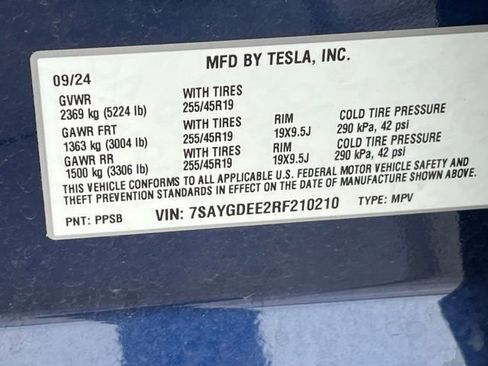 MFD BY TESLA, INC.
09/24
GVWR WITH TIRES
2369 kg (5224 lb) 255/45R19
GAWR FRT WITH TIRES RIM COLD TIRE PRESSURE
1363 kg (3004 lb) 255/45R19 19X9.5J 290 kPa, 42 psi
GAWR RR WITH TIRES RIM COLD TIRE PRESSURE
1500 kg (3306 lb) 255/45R19 19X9.5J 290 kPa, 42 psi
THIS VEHICLE CONFORMS TO ALL APPLICABLE U.S. FEDERAL MOTOR VEHICLE SAFETY AND
THEFT PREVENTION STANDARDS IN EFFECT ON THE DATE OF MANUFACTURE SHOWN ABOVE.
PNT: PPSB VIN: 7SAYGDEE2RF210210 TYPE: MPV